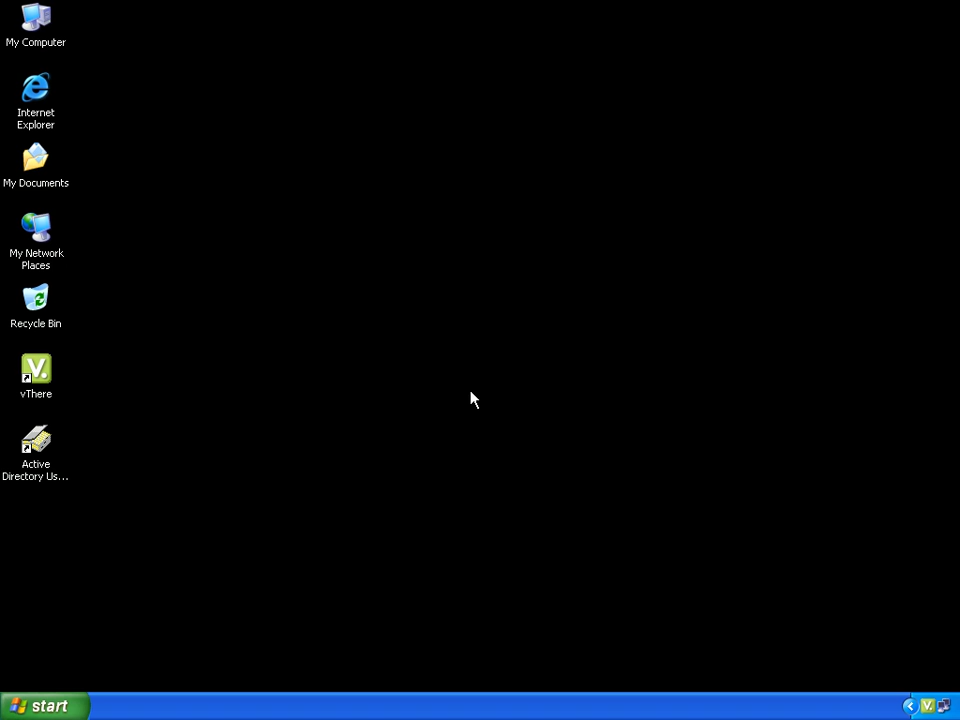 My Computer
Internet
Explorer
My Documents
My Network
Places
Recycle Bin
V.
vThere
Active
Directory Us...
start
V.